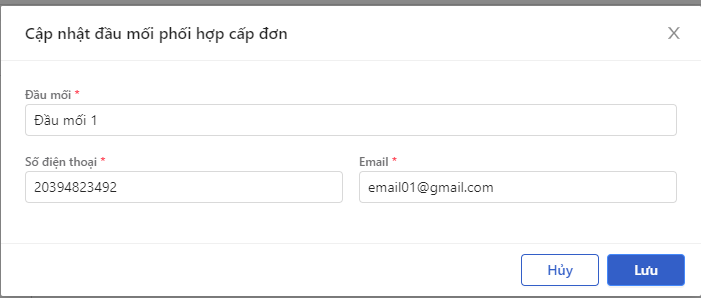 Cập nhật đầu mối phối hợp cấp đơn
Đầu mối *
Đầu mối 1
Số điện thoại * Email *
20394823492 email01@gmail.com
Hủy Lưu